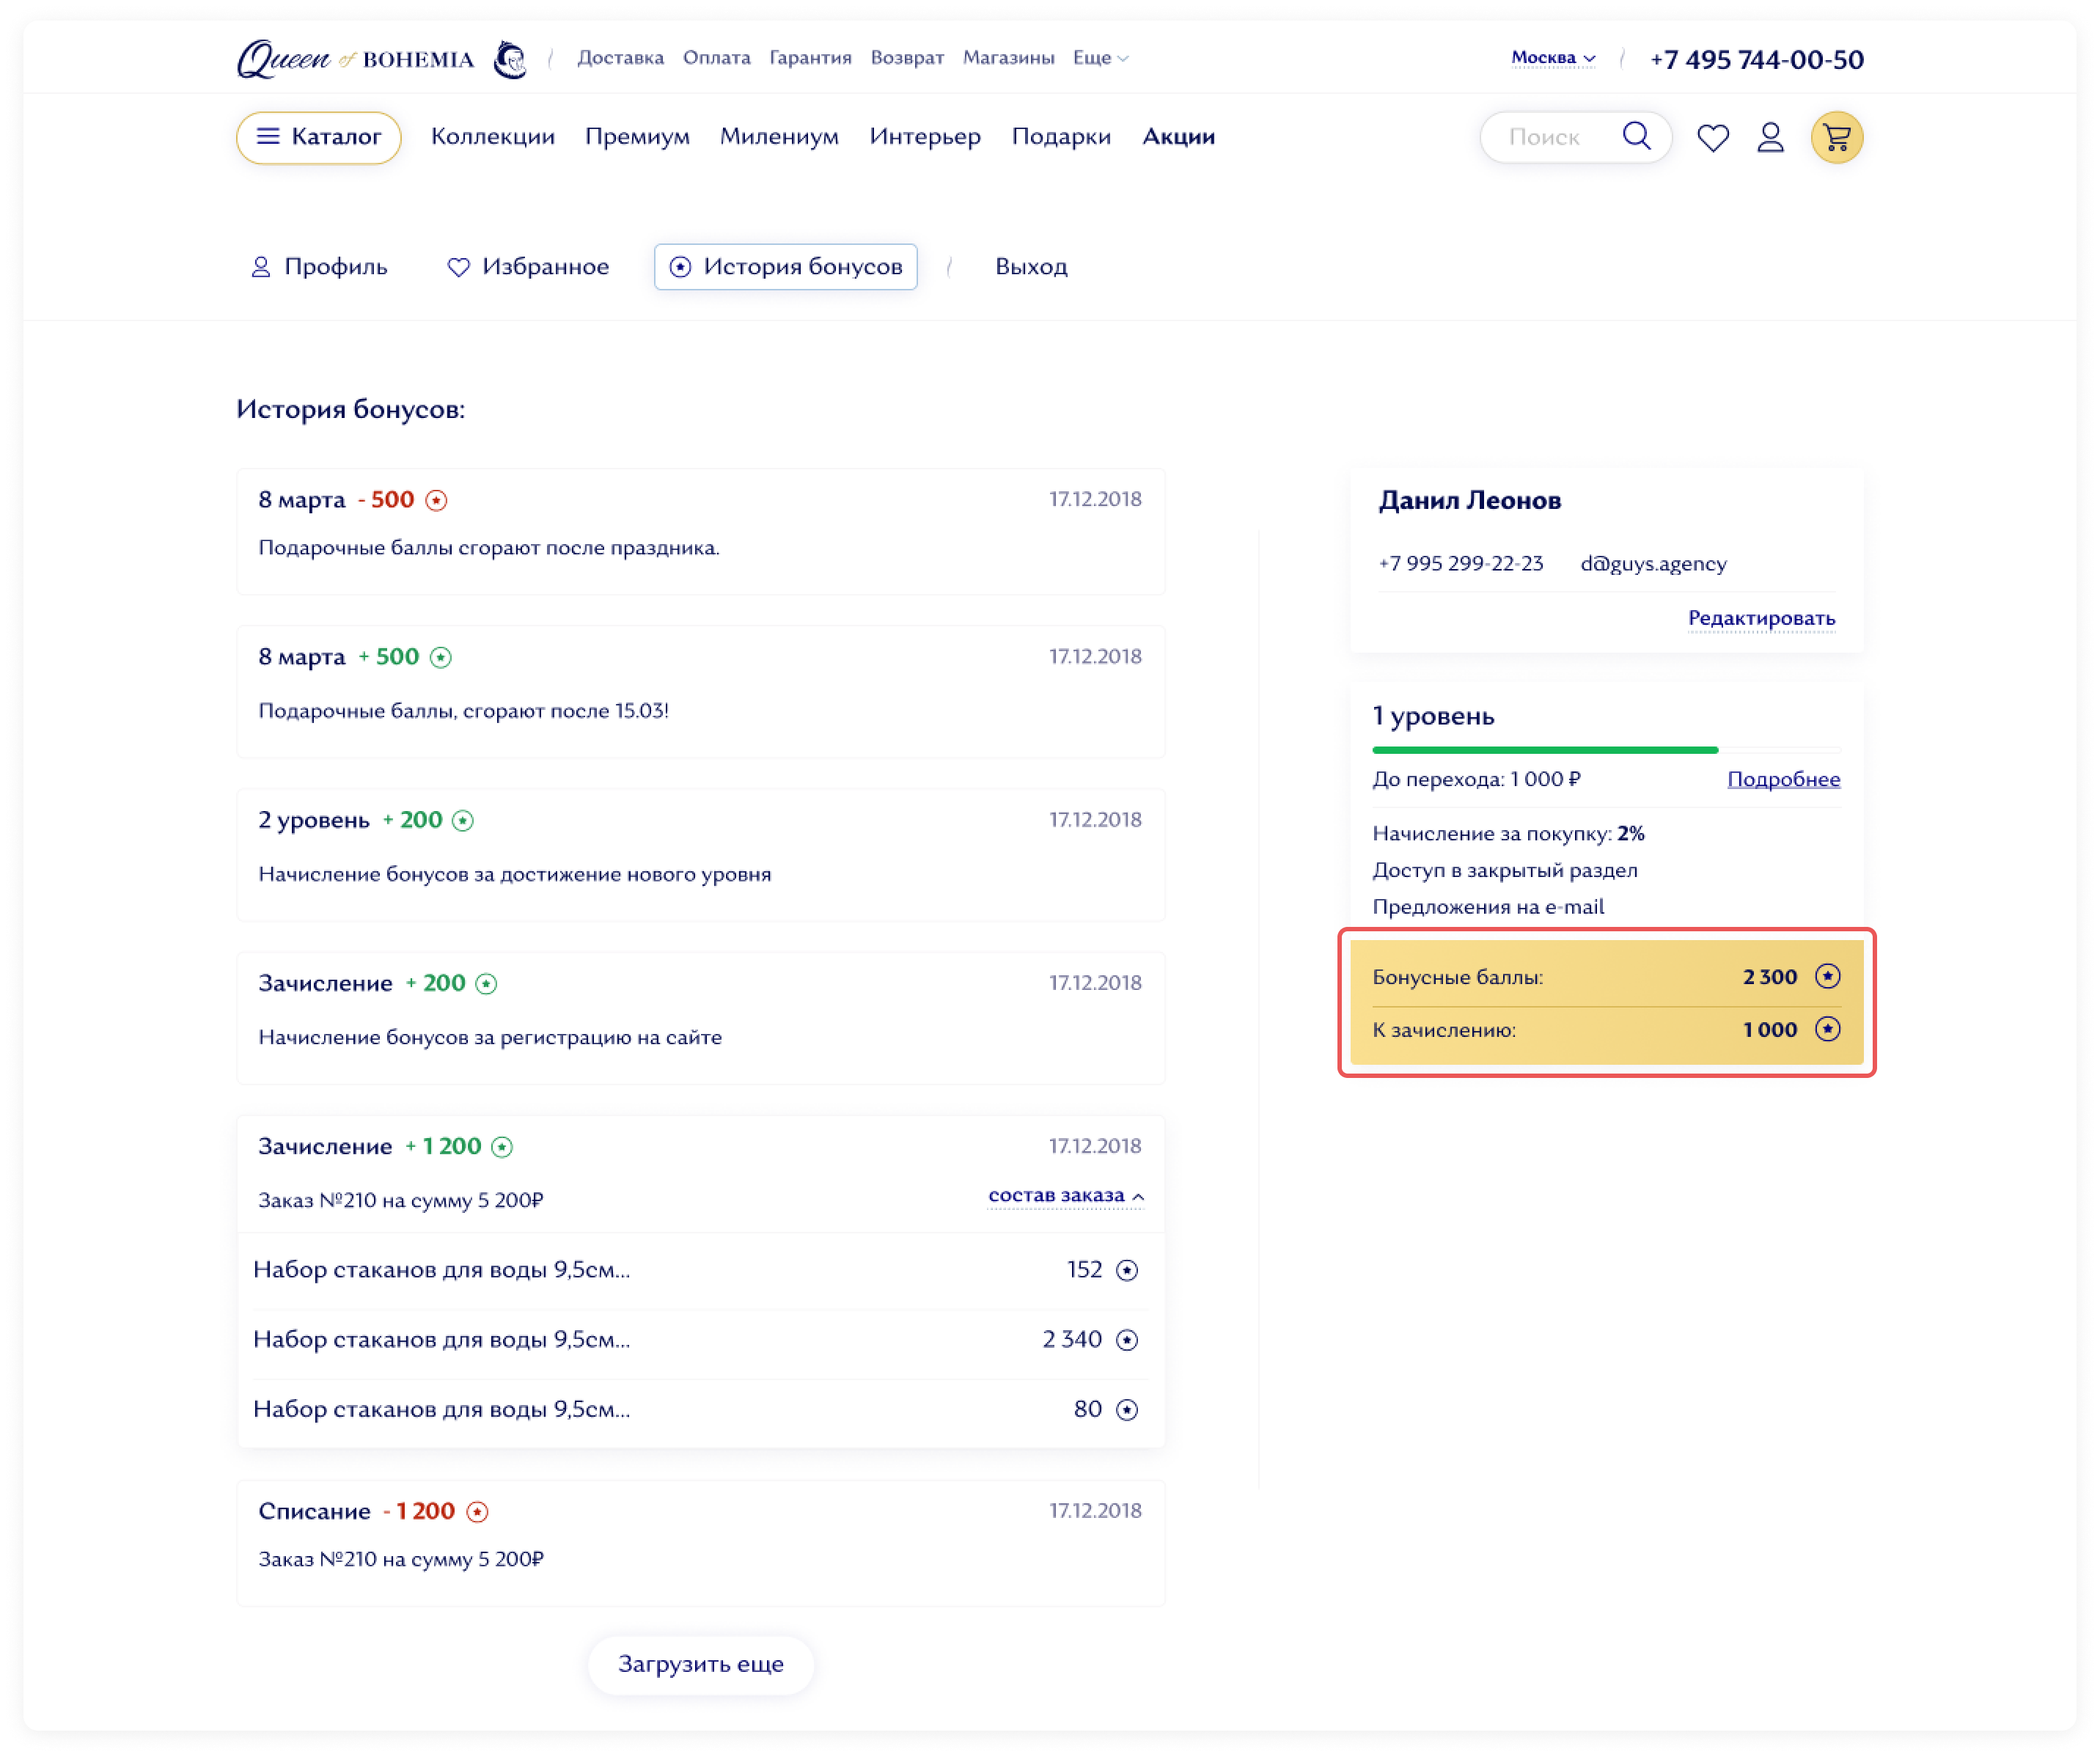 Queen of BOHEMIA
Доставка Оплата Гарантия Возврат Магазины Еще
Москва
+7 495 744-00-50
Каталог
Коллекции Премиум Милениум Интерьер Подарки Акции
Поиск
Профиль
Избранное
История бонусов
Выход
История бонусов:
8 марта - 500
17.12.2018
Подарочные баллы сгорают после праздника.
8 марта + 500
17.12.2018
Подарочные баллы, сгорают после 15.03!
2 уровень + 200
17.12.2018
Начисление бонусов за достижение нового уровня
Зачисление + 200
17.12.2018
Начисление бонусов за регистрацию на сайте
Зачисление + 1 200
17.12.2018
Заказ №210 на сумму 5 200₽
состав заказа
Набор стаканов для воды 9,5см...
152
Набор стаканов для воды 9,5см...
2 340
Набор стаканов для воды 9,5см...
80
Списание - 1 200
17.12.2018
Заказ №210 на сумму 5 200₽
Загрузить еще
Данил Леонов
+7 995 299-22-23
d@guys.agency
Редактировать
1 уровень
До перехода: 1 000 ₽
Подробнее
Начисление за покупку: 2%
Доступ в закрытый раздел
Предложения на e-mail
Бонусные баллы: 2 300
К зачислению: 1 000